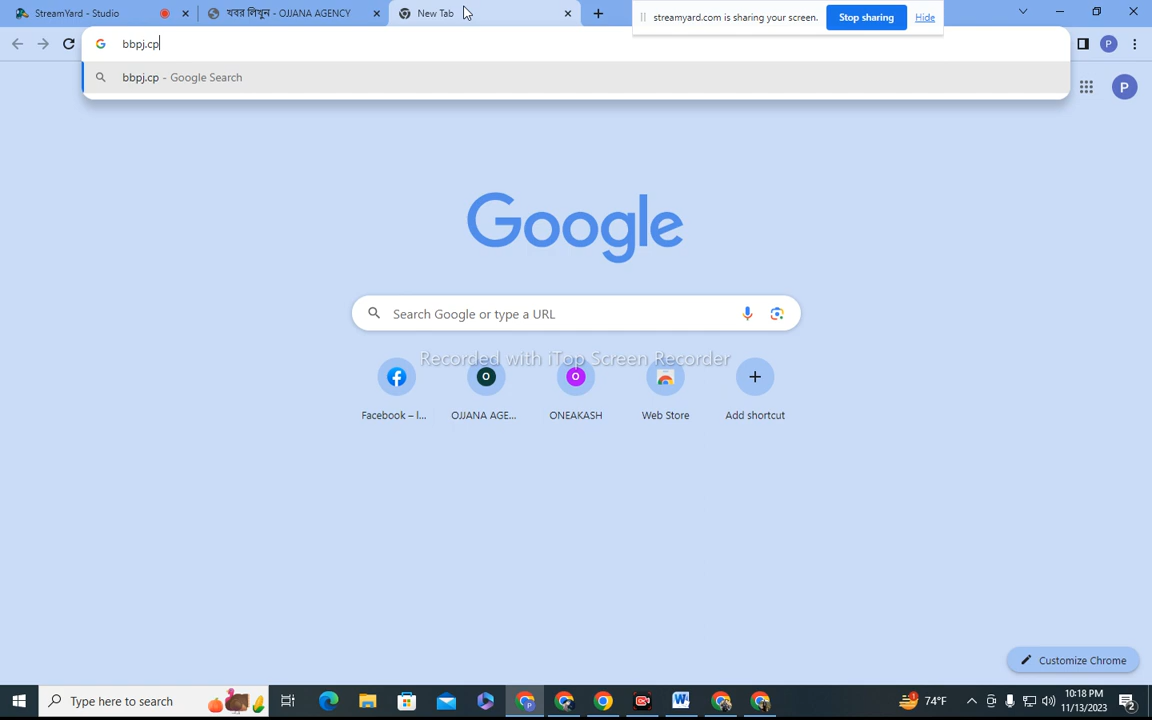 StreamYard - Studio
খবর লিখুন - OJJANA AGENCY
New Tab
streamyard.com is sharing your screen.
Stop sharing
Hide
bbpj.cp
P
bbpj.cp - Google Search
P
Google
Search Google or type a URL
Recorded with iTop Screen Recorder
O
O
Facebook – l...
OJJANA AGE...
ONEAKASH
Web Store
Add shortcut
Customize Chrome
Type here to search
74°F
10:18 PM
11/13/2023
2